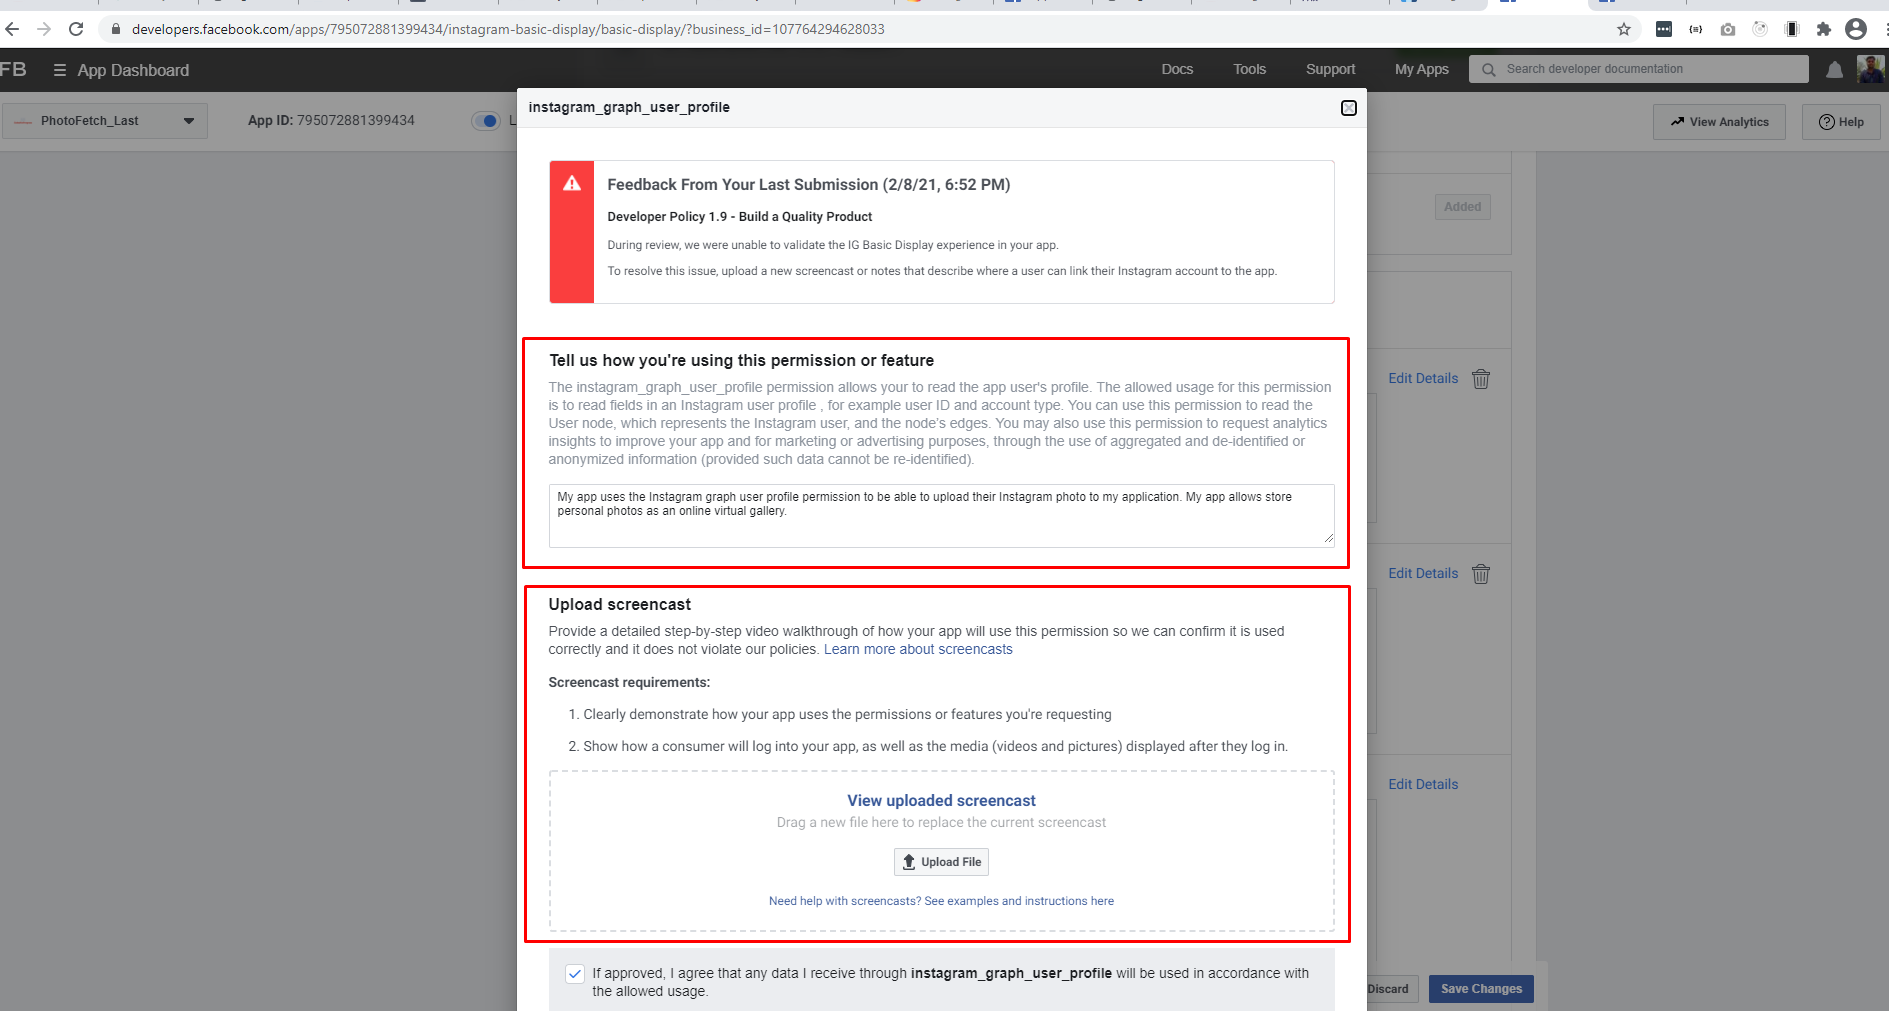 developers.facebook.com/apps/795072881399434/instagram-basic-display/basic-display/?business_id=107764294628033
FB
App Dashboard
Docs
Tools
Support
My Apps
Search developer documentation
PhotoFetch_Last
App ID: 795072881399434
L
View Analytics
Help
instagram_graph_user_profile
Feedback From Your Last Submission (2/8/21, 6:52 PM)
Developer Policy 1.9 - Build a Quality Product
During review, we were unable to validate the IG Basic Display experience in your app.
To resolve this issue, upload a new screencast or notes that describe where a user can link their Instagram account to the app.
Added
Tell us how you're using this permission or feature
The instagram_graph_user_profile permission allows your to read the app user's profile. The allowed usage for this permission
is to read fields in an Instagram user profile , for example user ID and account type. You can use this permission to read the
User node, which represents the Instagram user, and the node's edges. You may also use this permission to request analytics
insights to improve your app and for marketing or advertising purposes, through the use of aggregated and de-identified or
anonymized information (provided such data cannot be re-identified).
Edit Details
My app uses the Instagram graph user profile permission to be able to upload their Instagram photo to my application. My app allows store
personal photos as an online virtual gallery.
Edit Details
Upload screencast
Provide a detailed step-by-step video walkthrough of how your app will use this permission so we can confirm it is used
correctly and it does not violate our policies. Learn more about screencasts
Screencast requirements:
1. Clearly demonstrate how your app uses the permissions or features you're requesting
2. Show how a consumer will log into your app, as well as the media (videos and pictures) displayed after they log in.
Edit Details
View uploaded screencast
Drag a new file here to replace the current screencast
Upload File
Need help with screencasts? See examples and instructions here
If approved, I agree that any data I receive through instagram_graph_user_profile will be used in accordance with
the allowed usage.
Discard
Save Changes